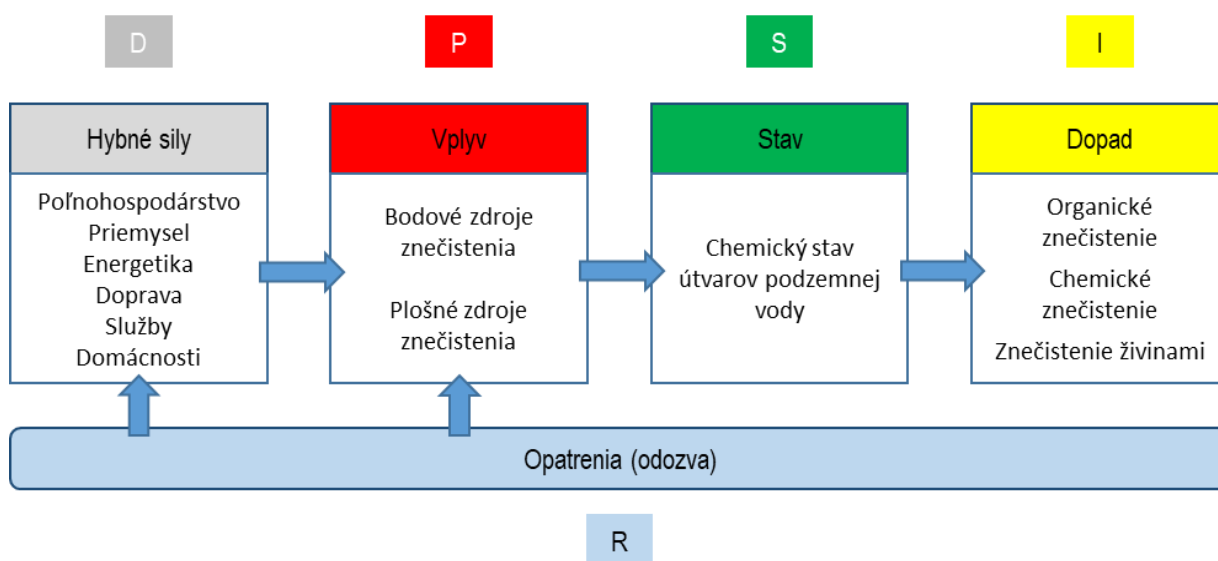 D
P
S
I
Hybné sily
Vplyv
Stav
Dopad
Poľnohospodárstvo
Priemysel
Energetika
Doprava
Služby
Domácnosti
Bodové zdroje
znečistenia
Plošné zdroje
znečistenia
Chemický stav
útvarov podzemnej
vody
Organické
znečistenie
Chemické
znečistenie
Znečistenie živinami
Opatrenia (odozva)
R